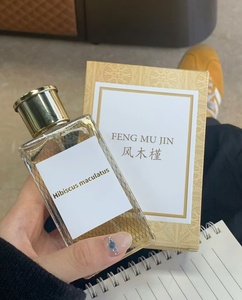 Hibiscus maculatus
FENG MU JIN
风木槿